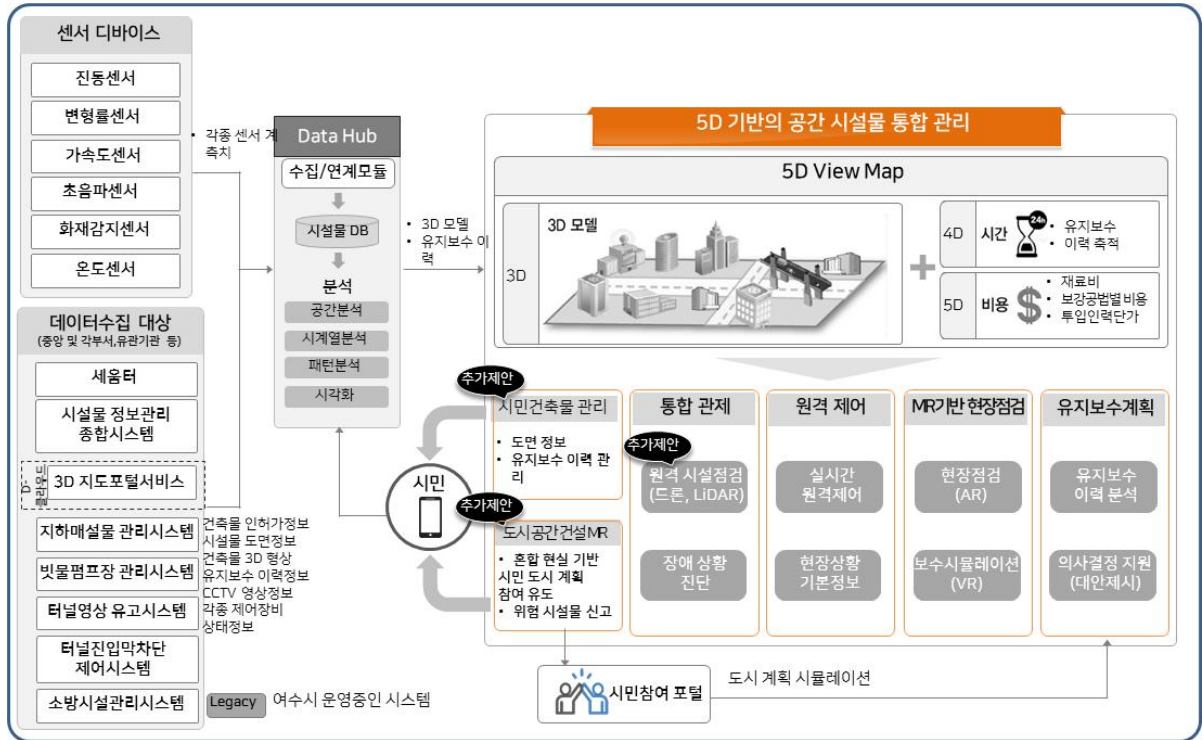 센서 디바이스
진동센서
변형률센서
가속도센서
초음파센서
화재감지센서
온도센서
데이터수집 대상
(중앙 및 각부서,유관기관 등)
세움터
시설물 정보관리
종합시스템
D-
클라우드
3D 지도포털서비스
지하매설물 관리시스템
빗물펌프장 관리시스템
터널영상 유고시스템
터널진입막차단
제어시스템
소방시설관리시스템
• 각종 센서 계
측치
건축물 인허가정보
시설물 도면정보
건축물 3D 형상
유지보수 이력정보
CCTV 영상정보
각종 제어장비
상태정보
Legacy 여수시 운영중인 시스템
Data Hub
수집/연계모듈
시설물 DB
분석
공간분석
시계열분석
패턴분석
시각화
• 3D 모델
• 유지보수 이
력
5D 기반의 공간 시설물 통합 관리
5D View Map
3D
3D 모델
4D 시간
24h
• 유지보수
• 이력 축적
5D 비용
$
• 재료비
• 보강공법별 비용
• 투입인력단가
추가제안
시민건축물 관리
• 도면 정보
• 유지보수 이력 관
리
시민
추가제안
도시공간건설MR
• 혼합 현실 기반
시민 도시 계획
참여 유도
• 위험 시설물 신고
통합 관제
추가제안
원격 시설점검
(드론, LiDAR)
장애 상황
진단
원격 제어
실시간
원격제어
현장상황
기본정보
MR기반 현장점검
현장점검
(AR)
보수시뮬레이션
(VR)
유지보수계획
유지보수
이력 분석
의사결정 지원
(대안제시)
시민참여 포털
도시 계획 시뮬레이션